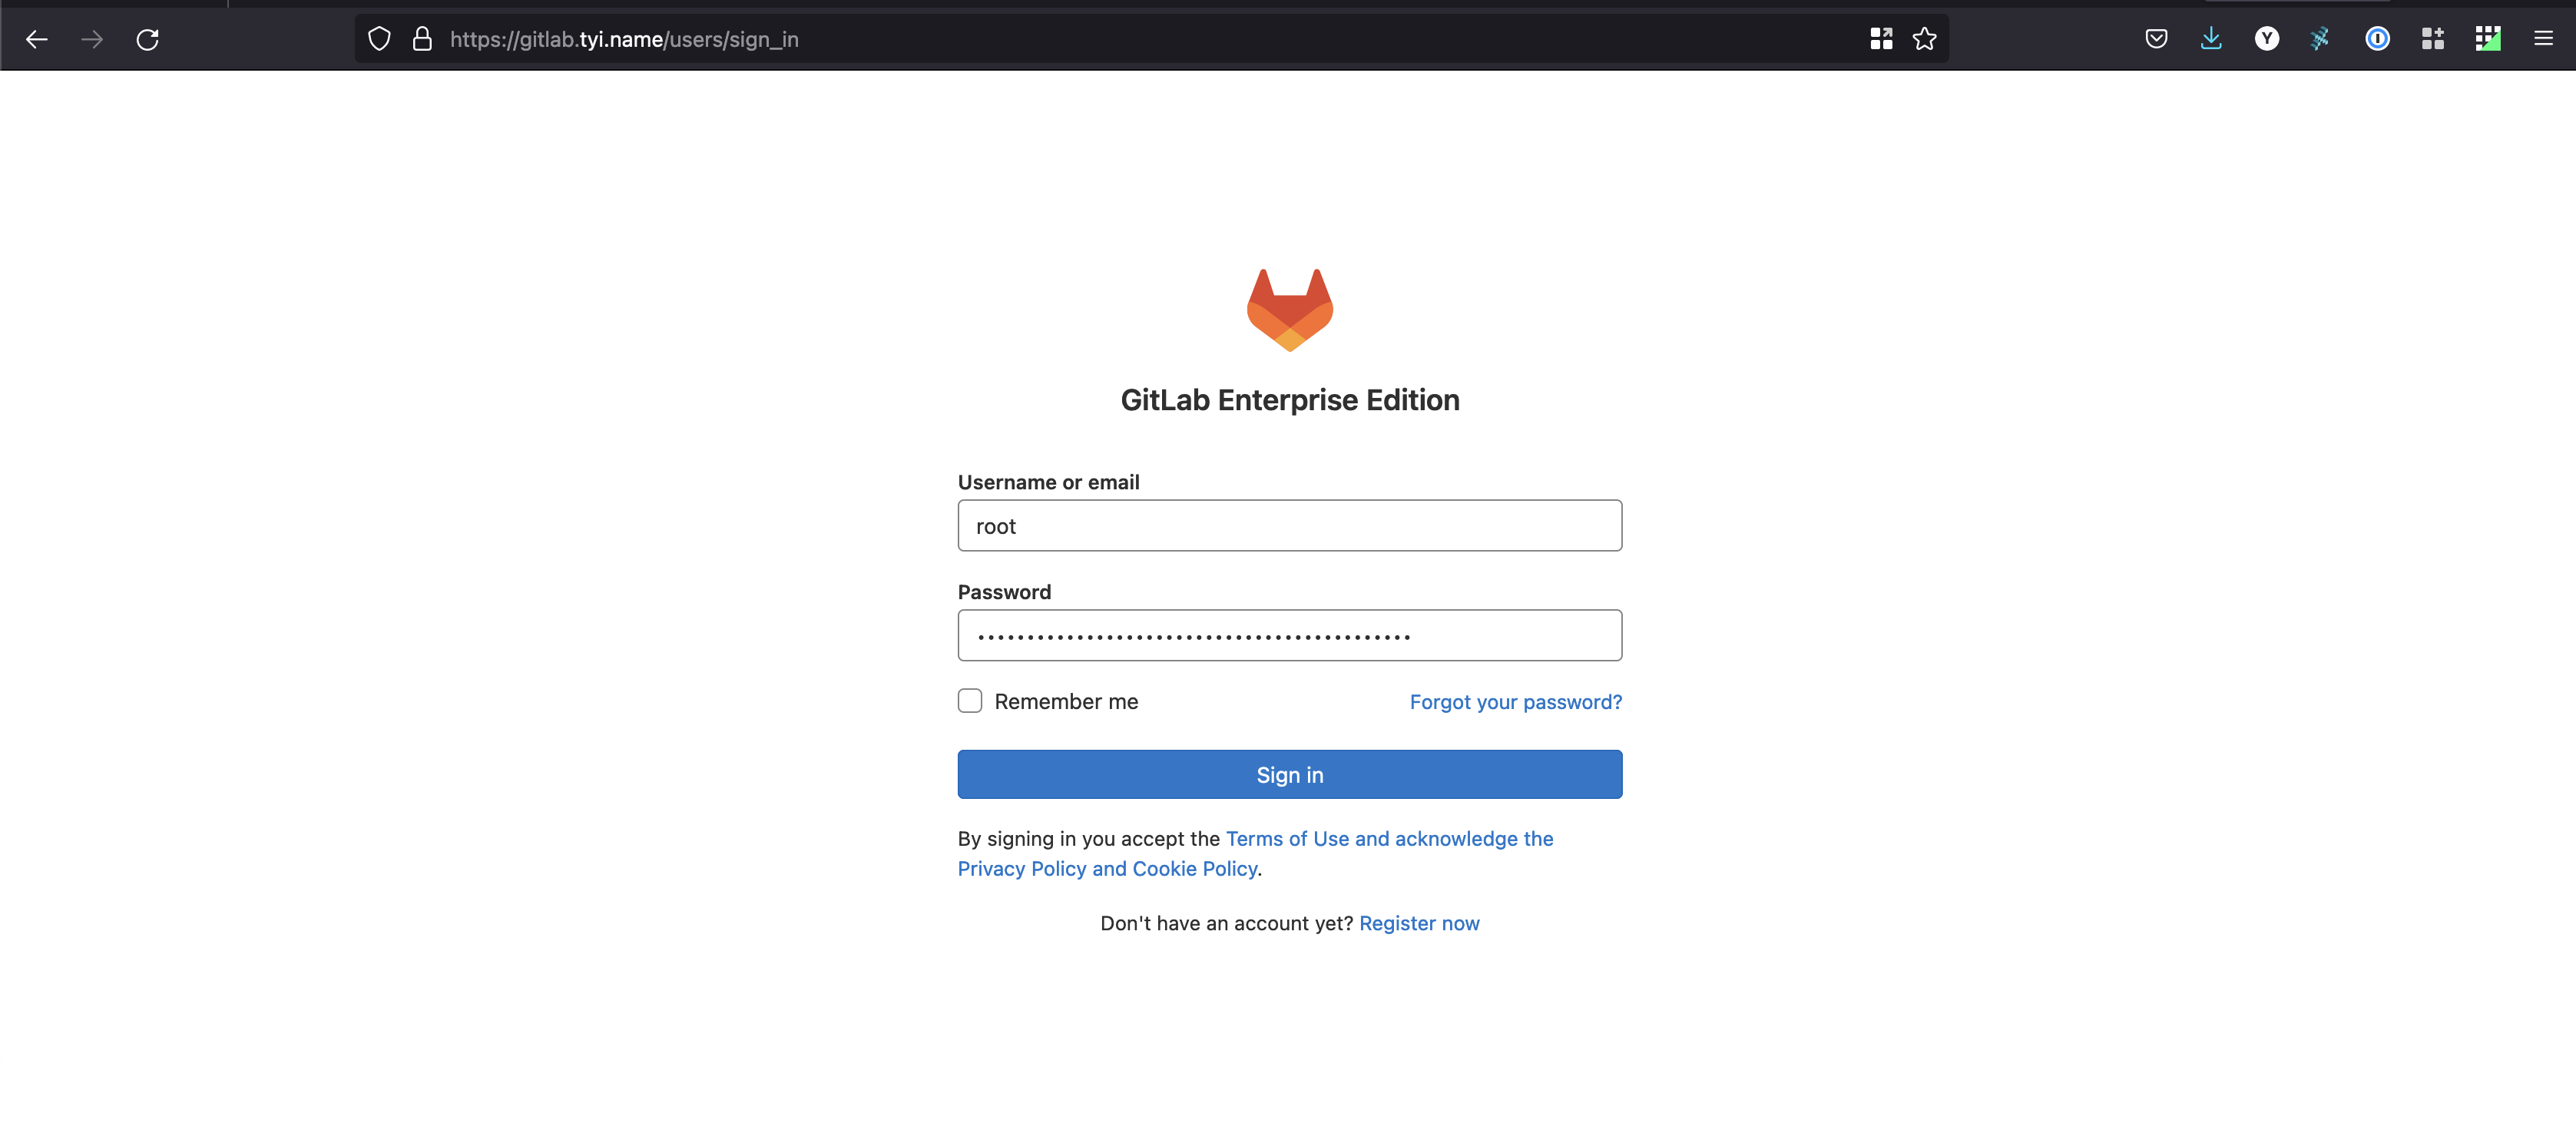 https://gitlab.tyi.name/users/sign_in
Y
GitLab Enterprise Edition
Username or email
root
Password
••••••••••••••••••••••••••••••••••••••••••••
Remember me
Forgot your password?
Sign in
By signing in you accept the Terms of Use and acknowledge the
Privacy Policy and Cookie Policy.
Don't have an account yet? Register now